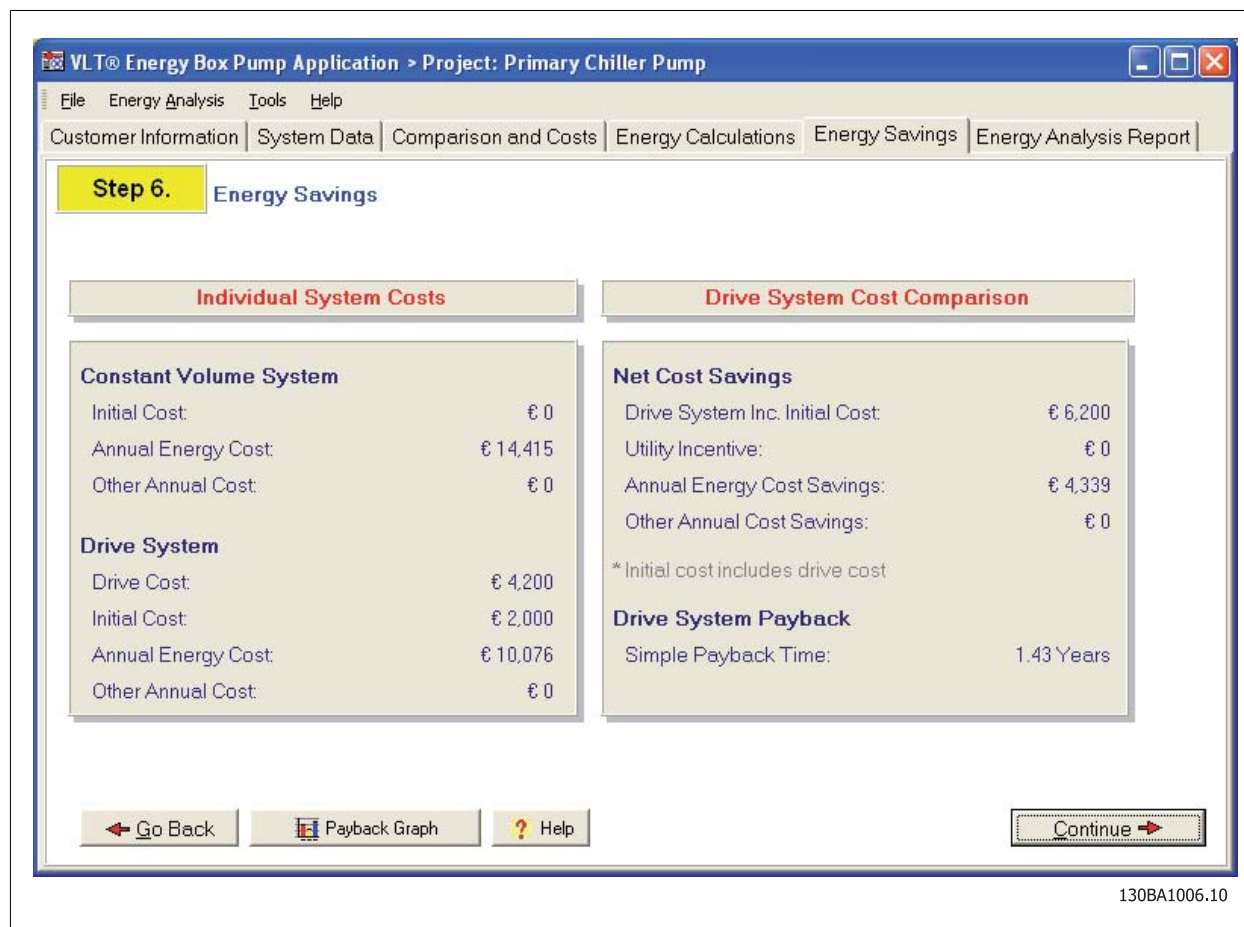 VLT® Energy Box Pump Application > Project: Primary Chiller Pump
File Energy Analysis Tools Help
Customer Information System Data Comparison and Costs Energy Calculations Energy Savings Energy Analysis Report
Step 6. Energy Savings
Individual System Costs
Constant Volume System
Initial Cost: € 0
Annual Energy Cost: € 14,415
Other Annual Cost: € 0
Drive System
Drive Cost: € 4,200
Initial Cost: € 2,000
Annual Energy Cost: € 10,076
Other Annual Cost: € 0
Drive System Cost Comparison
Net Cost Savings
Drive System Inc. Initial Cost: € 6,200
Utility Incentive: € 0
Annual Energy Cost Savings: € 4,339
Other Annual Cost Savings: € 0
* Initial cost includes drive cost
Drive System Payback
Simple Payback Time: 1.43 Years
Go Back Payback Graph ? Help Continue
130BA1006.10